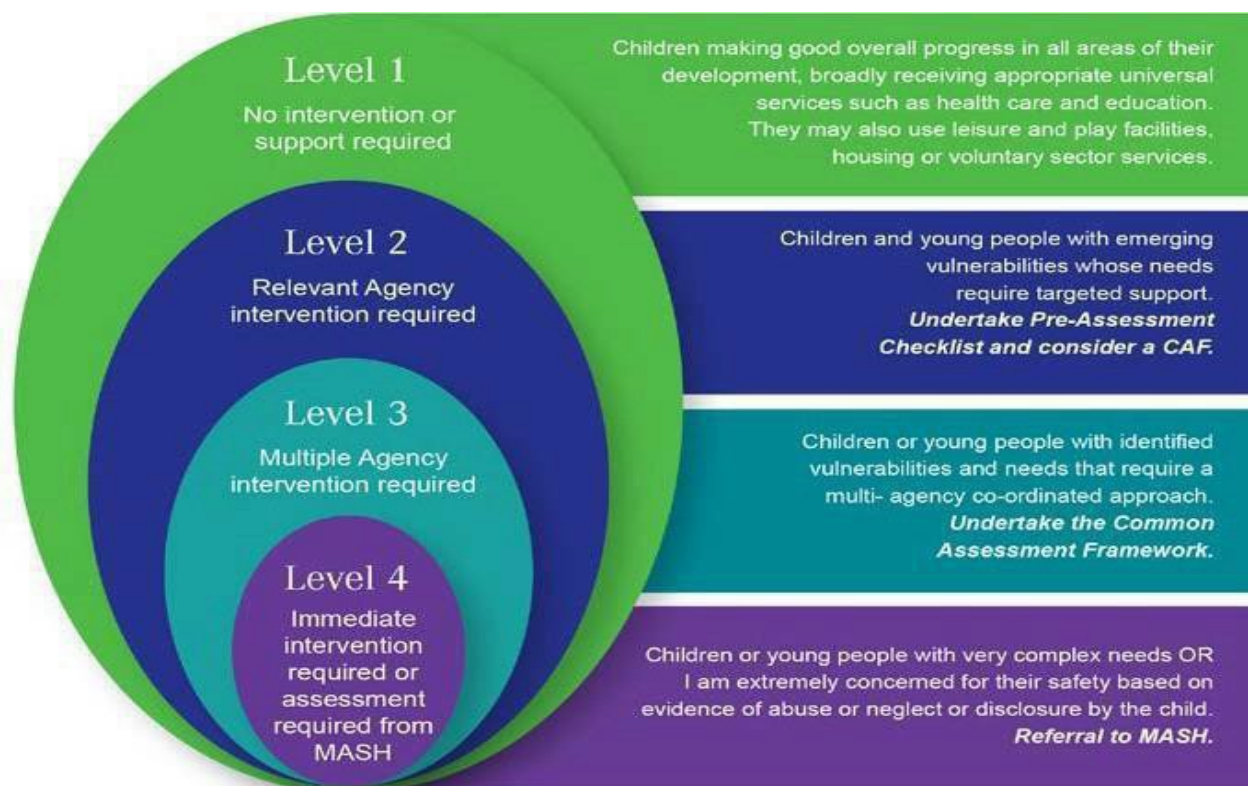 Level 1
No intervention or
support required
Children making good overall progress in all areas of their
development, broadly receiving appropriate universal
services such as health care and education.
They may also use leisure and play facilities,
housing or voluntary sector services.
Level 2
Relevant Agency
intervention required
Children and young people with emerging
vulnerabilities whose needs
require targeted support.
Undertake Pre-Assessment
Checklist and consider a CAF.
Level 3
Multiple Agency
intervention required
Children or young people with identified
vulnerabilities and needs that require a
multi- agency co-ordinated approach.
Undertake the Common
Assessment Framework.
Level 4
Immediate
intervention
required or
assessment
required from
MASH
Children or young people with very complex needs OR
I am extremely concerned for their safety based on
evidence of abuse or neglect or disclosure by the child.
Referral to MASH.